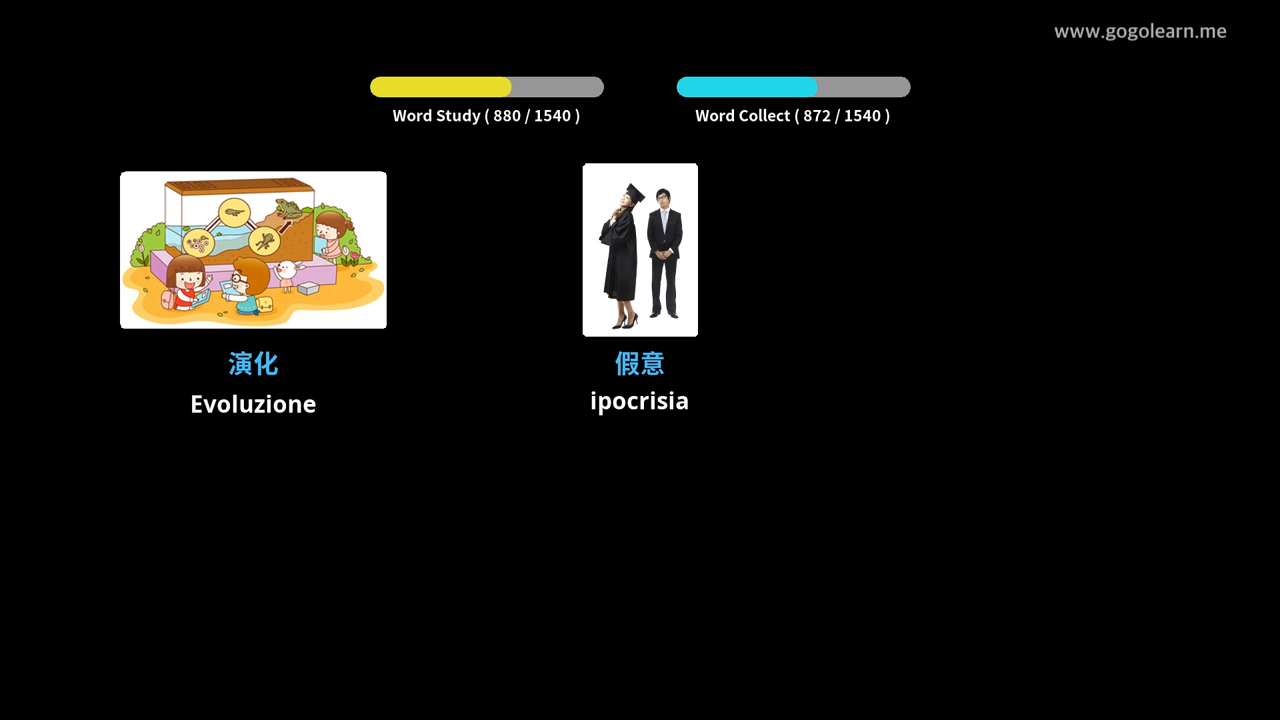 www.gogolearn.me
Word Study ( 880 / 1540 )
Word Collect ( 872 / 1540 )
演化
Evoluzione
假意
ipocrisia